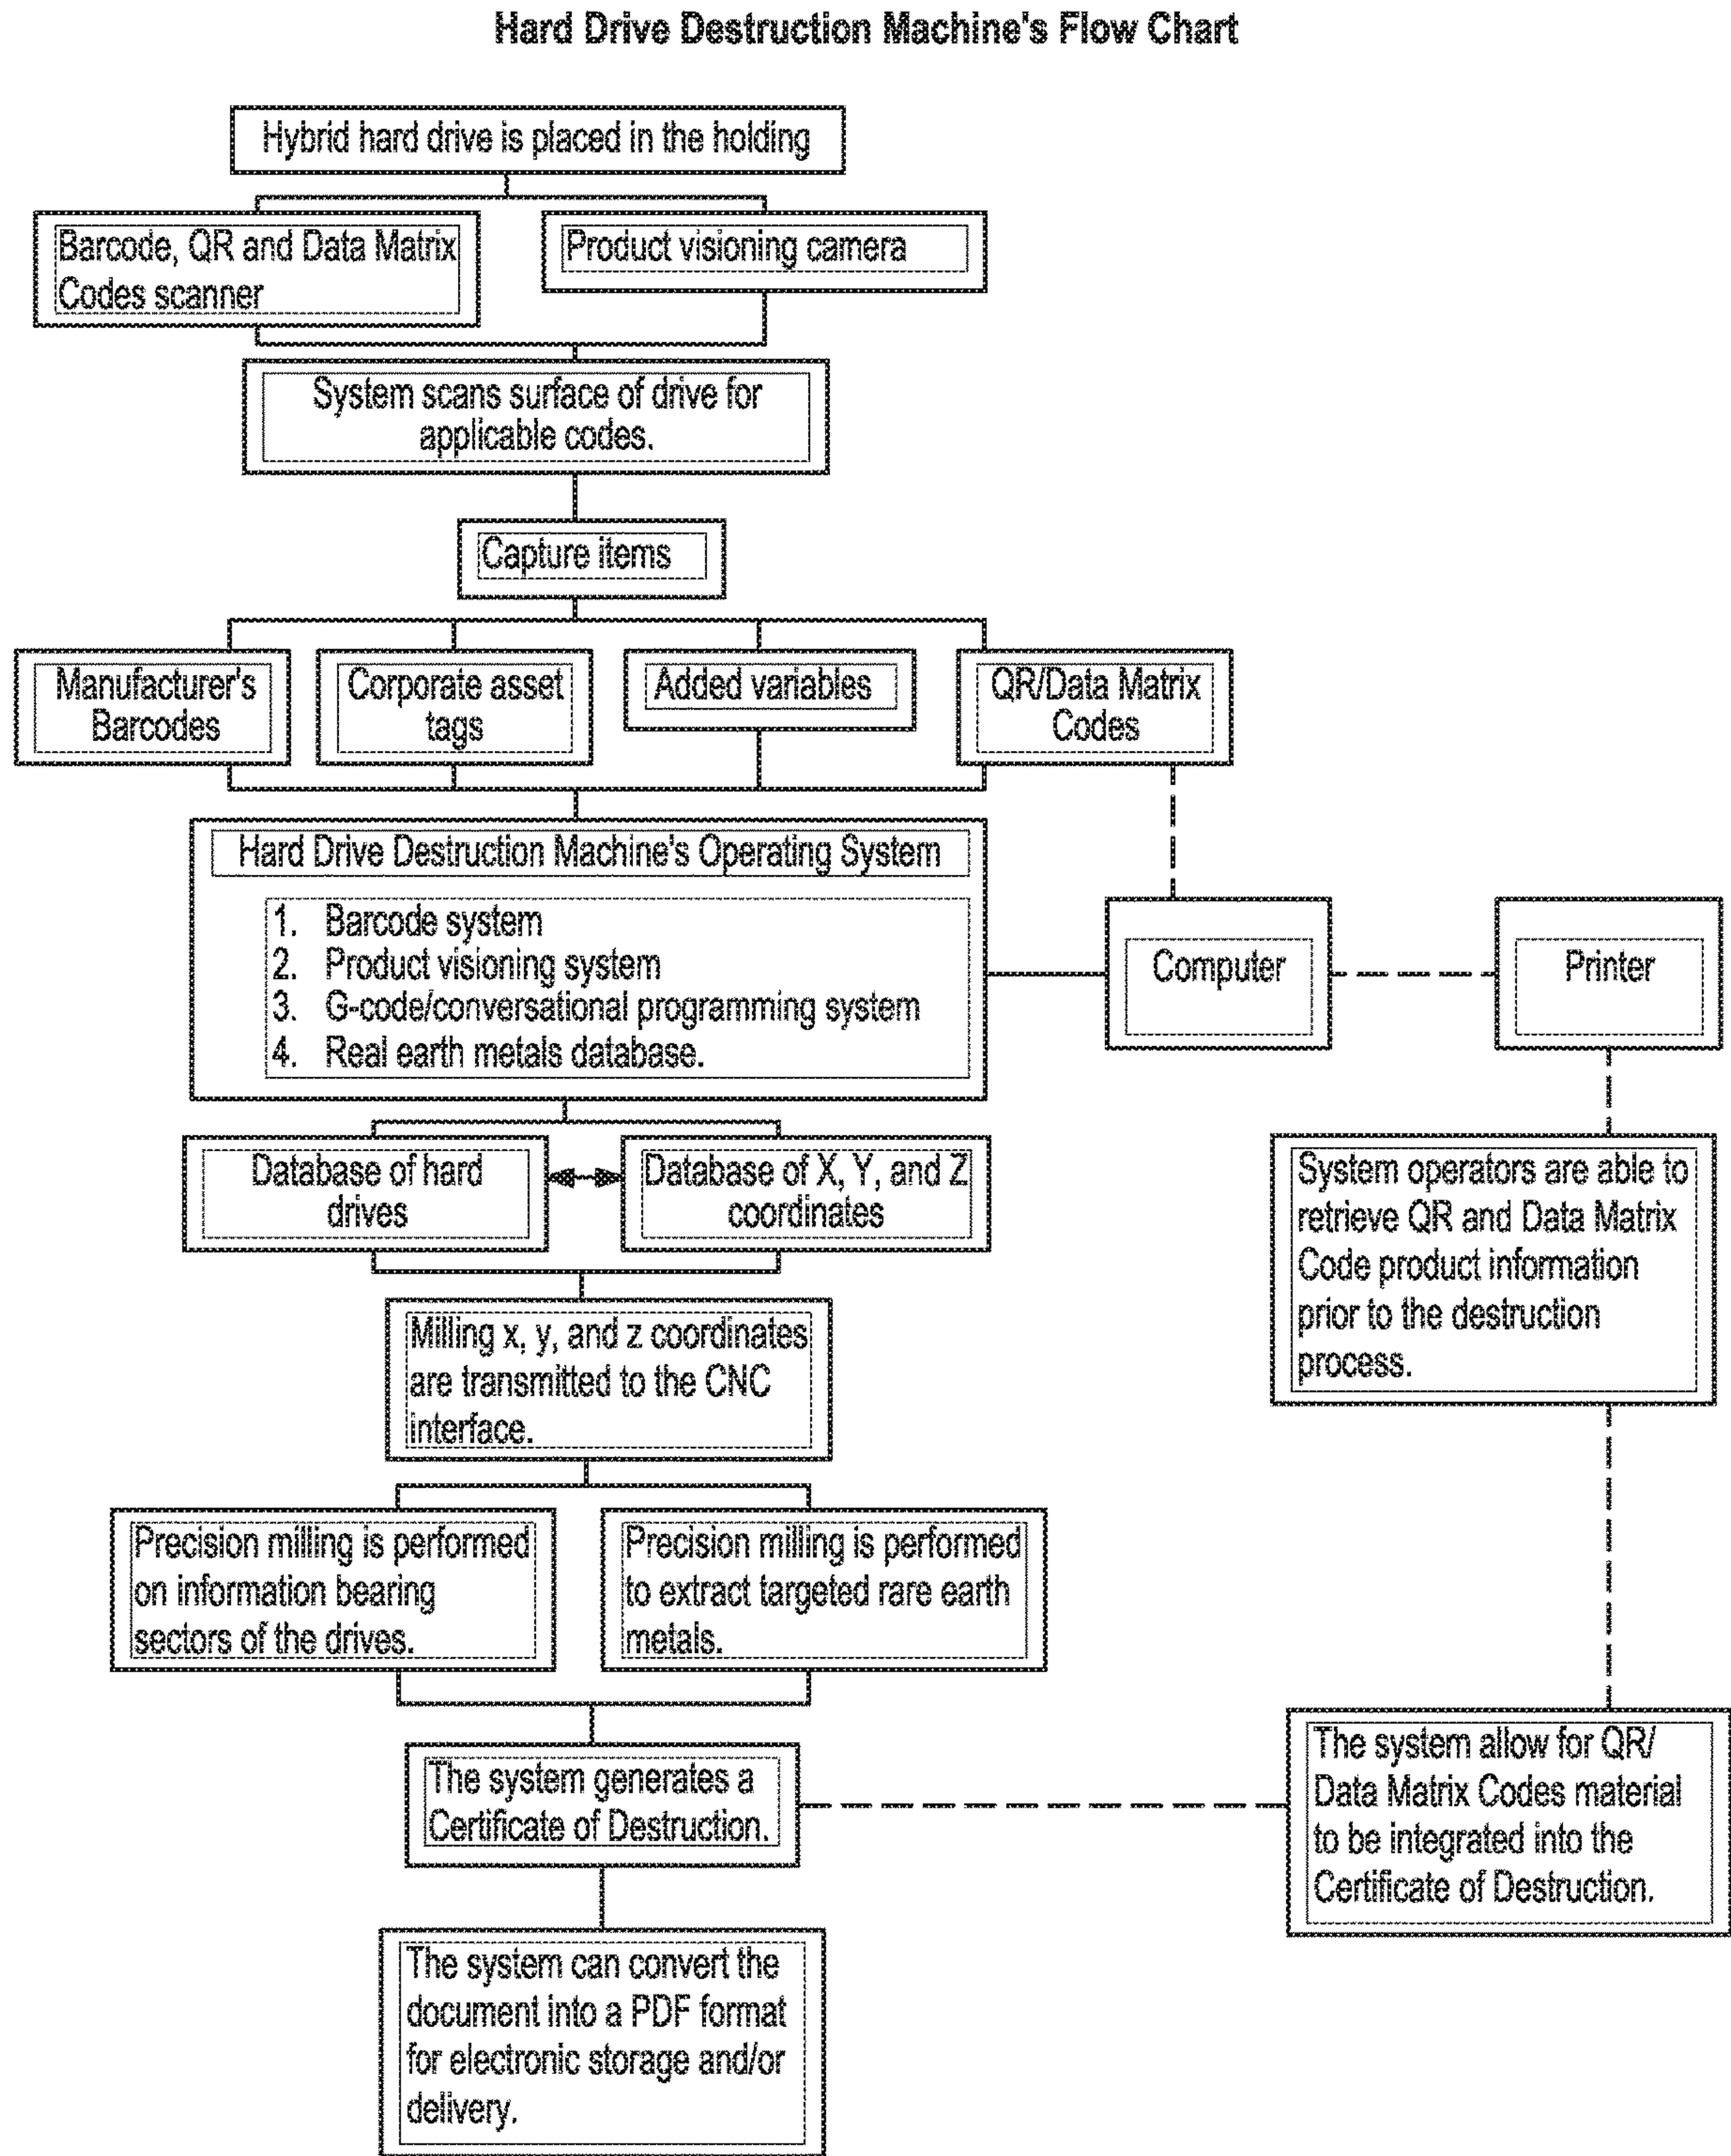 Hard Drive Destruction Machine's Flow Chart
Hybrid hard drive is placed in the holding
Barcode, QR and Data Matrix
Codes scanner
Product visioning camera
System scans surface of drive for
applicable codes.
Capture items
Manufacturer's
Barcodes
Corporate asset
tags
Added variables
QR/Data Matrix
Codes
Hard Drive Destruction Machine's Operating System
1. Barcode system
2. Product visioning system
3. G-code/conversational programming system
4. Real earth metals database.
Computer
Printer
Database of hard
drives
Database of X, Y, and Z
coordinates
System operators are able to
retrieve QR and Data Matrix
Code product information
prior to the destruction
process.
Milling x, y, and z coordinates
are transmitted to the CNC
interface.
Precision milling is performed
on information bearing
sectors of the drives.
Precision milling is performed
to extract targeted rare earth
metals.
The system generates a
Certificate of Destruction.
The system allow for QR/
Data Matrix Codes material
to be integrated into the
Certificate of Destruction.
The system can convert the
document into a PDF format
for electronic storage and/or
delivery.